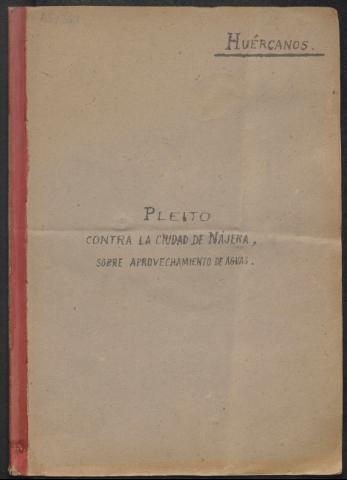 HUÉRCANOS.
PLEITO
CONTRA LA CIUDAD DE NÁJERA,
SOBRE APROVECHAMIENTO DE AGUAS.